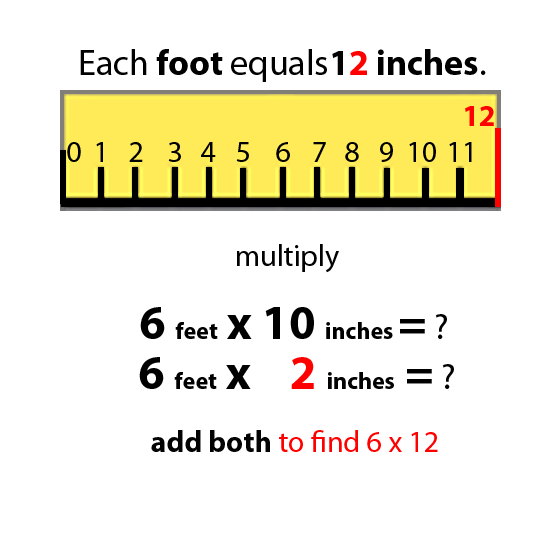 Each foot equals 12 inches.
12
0 1 2 3 4 5 6 7 8 9 10 11
multiply
6 feet x 10 inches = ?
6 feet x 2 inches = ?
add both to find 6 x 12